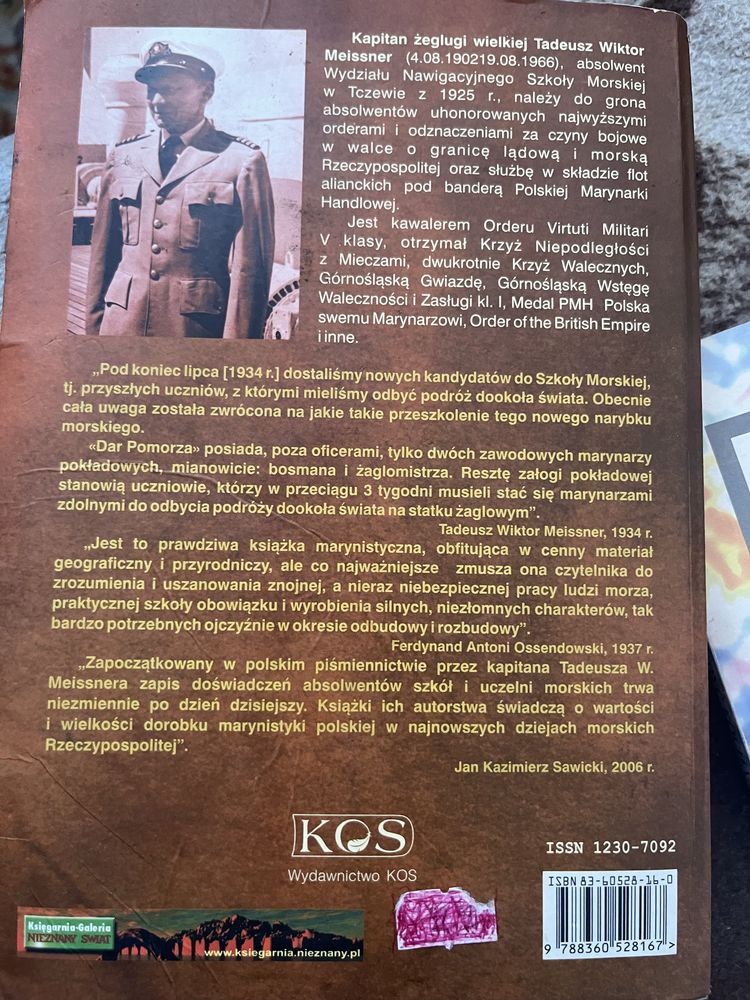 Kapitan żeglugi wielkiej Tadeusz Wiktor
Meissner (4.08.190219.08.1966), absolwent
Wydziału Nawigacyjnego Szkoły Morskiej
w Tczewie z 1925 r., należy do grona
absolwentów uhonorowanych najwyższymi
orderami i odznaczeniami za czyny bojowe
w walce o granicę lądową i morską
Rzeczypospolitej oraz służbę w składzie flot
alianckich pod banderą Polskiej Marynarki
Handlowej.
Jest kawalerem Orderu Virtuti Militari
V klasy, otrzymał Krzyż Niepodległości
z Mieczami, dwukrotnie Krzyż Walecznych,
Górnośląską Gwiazdę, Górnośląską Wstęgę
Waleczności i Zasługi kl. I, Medal PMH Polska
swemu Marynarzowi, Order of the British Empire
i inne.
„Pod koniec lipca [1934 r.] dostaliśmy nowych kandydatów do Szkoły Morskiej,
tj. przyszłych uczniów, z którymi mieliśmy odbyć podróż dookoła świata. Obecnie
cała uwaga została zwrócona na jakie takie przeszkolenie tego nowego narybku
morskiego.
«Dar Pomorza» posiada, poza oficerami, tylko dwóch zawodowych marynarzy
pokładowych, mianowicie: bosmana i żaglomistrza. Resztę załogi pokładowej
stanowią uczniowie, którzy w przeciągu 3 tygodni musieli stać się marynarzami
zdolnymi do odbycia podróży dookoła świata na statku żaglowym”.
Tadeusz Wiktor Meissner, 1934 r.
„Jest to prawdziwa książka marynistyczna, obfitująca w cenny materiał
geograficzny i przyrodniczy, ale co najważniejsze zmusza ona czytelnika do
zrozumienia i uszanowania znojnej, a nieraz niebezpiecznej pracy ludzi morza,
praktycznej szkoły obowiązku i wyrobienia silnych, niezłomnych charakterów, tak
bardzo potrzebnych ojczyźnie w okresie odbudowy i rozbudowy”.
Ferdynand Antoni Ossendowski, 1937 r.
„Zapoczątkowany w polskim piśmiennictwie przez kapitana Tadeusza W.
Meissnera zapis doświadczeń absolwentów szkół i uczelni morskich trwa
niezmiennie po dzień dzisiejszy. Książki ich autorstwa świadczą o wartości
i wielkości dorobku marynistyki polskiej w najnowszych dziejach morskich
Rzeczypospolitej”.
Jan Kazimierz Sawicki, 2006 r.
KOS
Wydawnictwo KOS
ISSN 1230-7092
ISBN 83-60528-16-0
9 788360 528167 >
Księgarnia-Galeria
NIEZNANY ŚWIAT
www.ksiegarnia.nieznany.pl